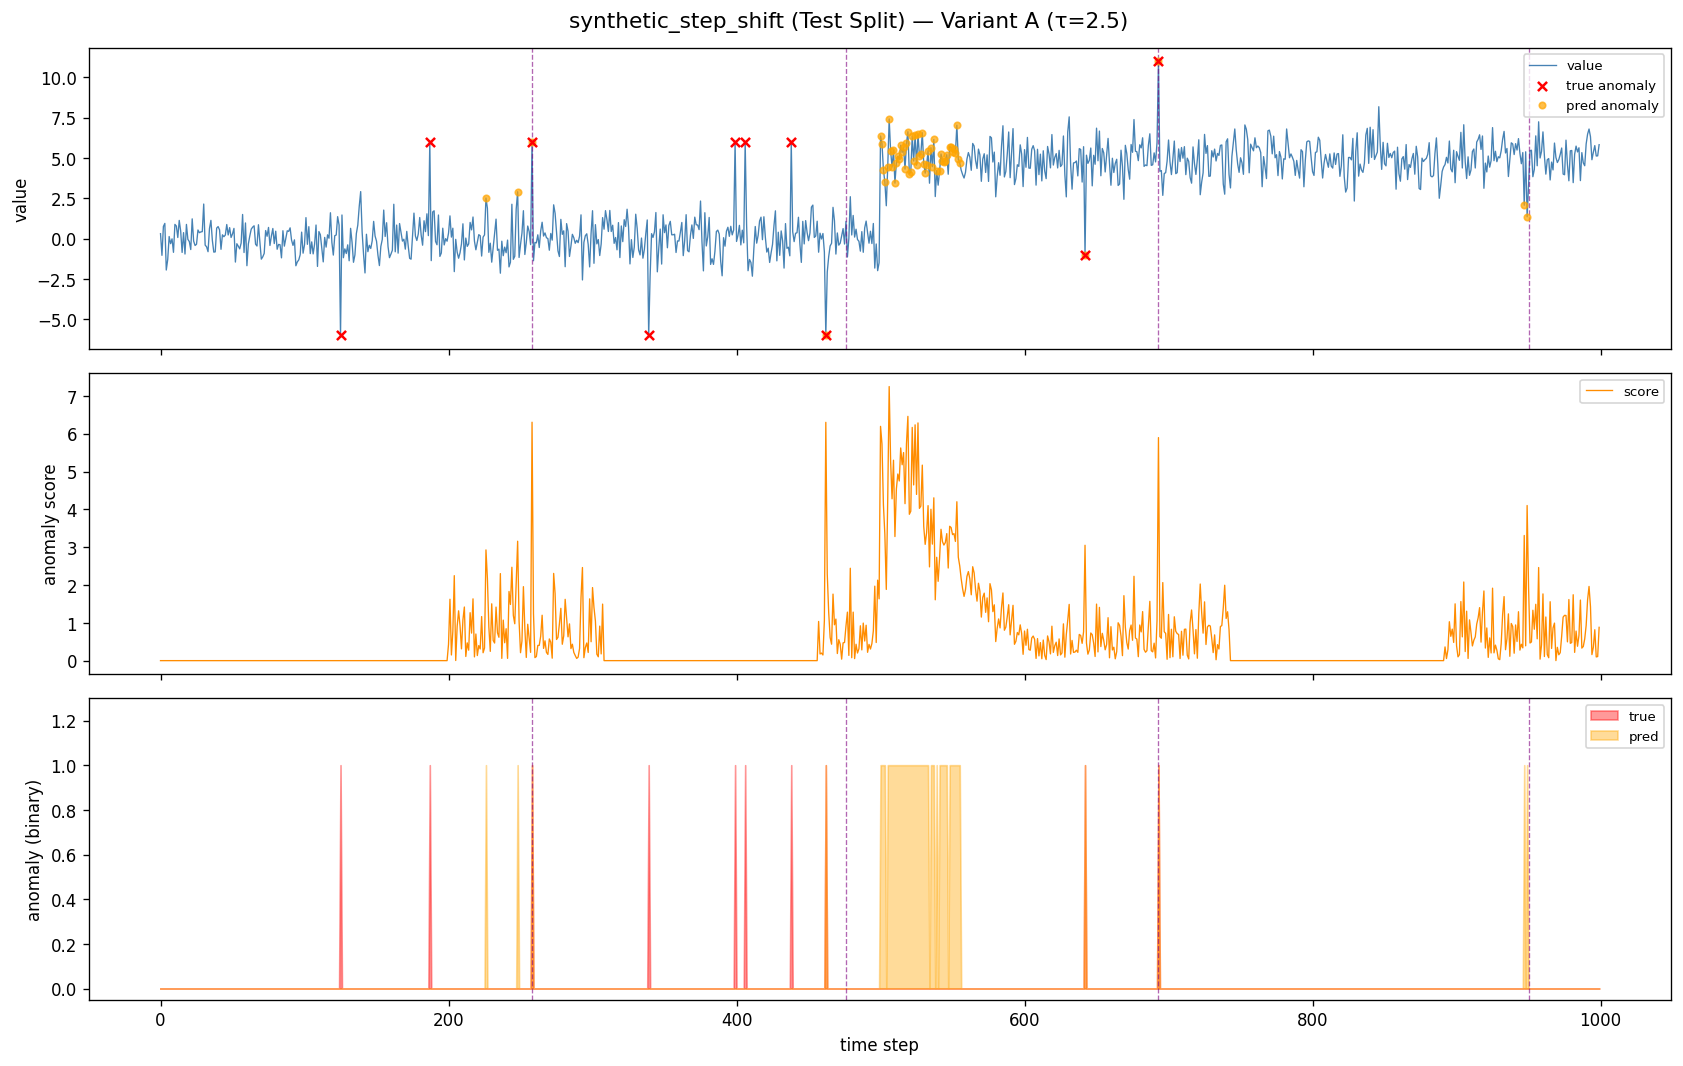 synthetic_step_shift (Test Split) — Variant A (τ=2.5)
value
10.0
7.5
5.0
2.5
0.0
−2.5
−5.0
value
true anomaly
pred anomaly
anomaly score
7
6
5
4
3
2
1
0
score
anomaly (binary)
1.2
1.0
0.8
0.6
0.4
0.2
0.0
true
pred
0 200 400 600 800 1000
time step